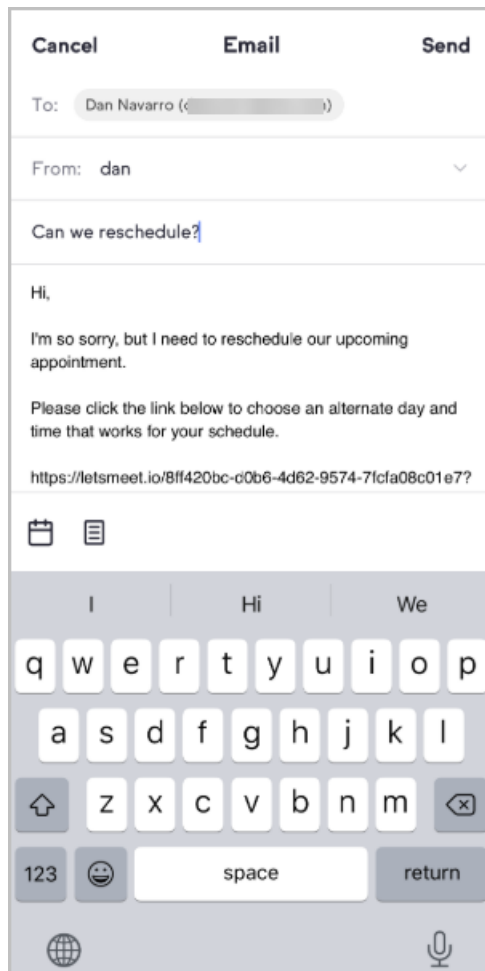 Cancel Email Send
To: Dan Navarro (
From: dan
Can we reschedule?
Hi,
I'm so sorry, but I need to reschedule our upcoming
appointment.
Please click the link below to choose an alternate day and
time that works for your schedule.
https://letsmeet.io/8ff420bc-d0b6-4d62-9574-7fcfa08c01e7?
I Hi We
q w e r t y u i o p
a s d f g h j k l
z x c v b n m
123 space return